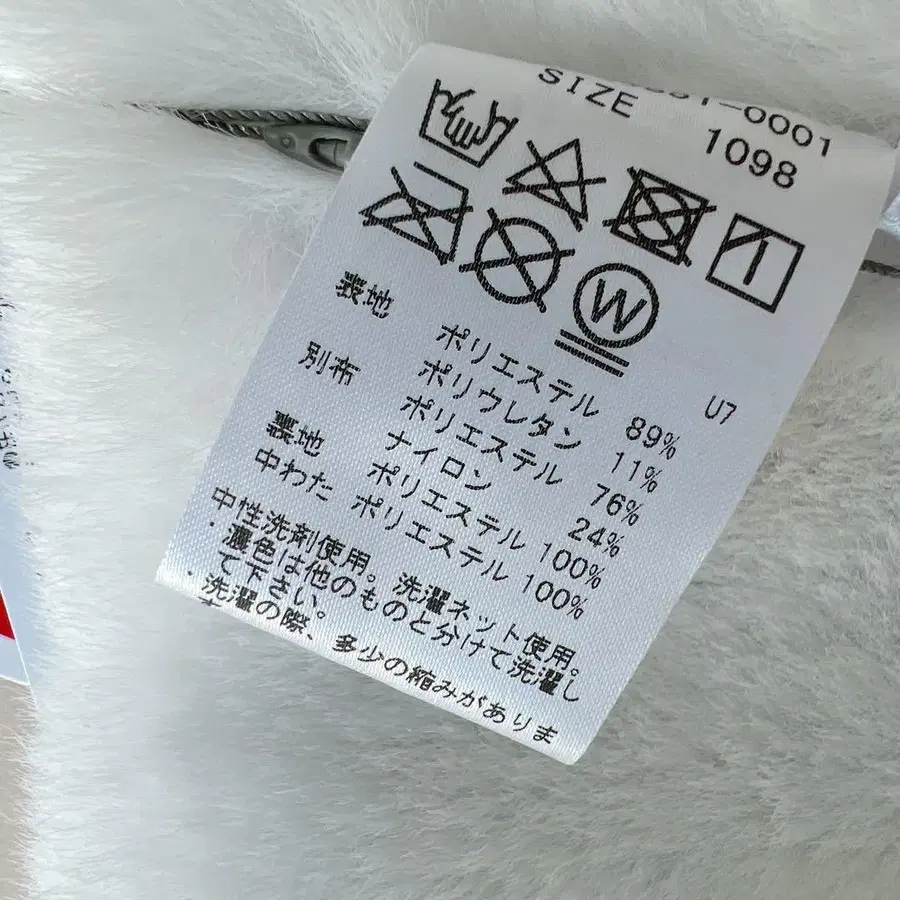 1-0001
SIZE 1098
W
表地 ポリエステル 89%
ポリウレタン 11%
別布 ポリエステル 76%
ナイロン 24%
裏地 ポリエステル 100%
中わた ポリエステル 100%
U7
中性洗剤使用。洗濯ネット使用。
・濃色は他のものと分けて洗濯し
て下さい。
・洗濯の際、多少の縮みがありま